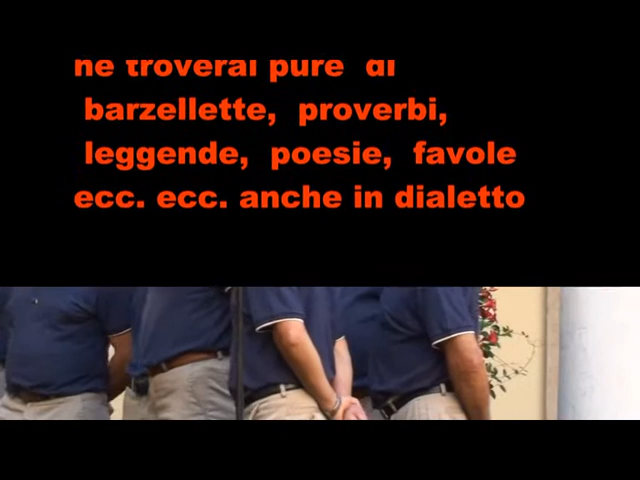 ne troverai pure di
barzellette, proverbi,
leggende, poesie, favole
ecc. ecc. anche in dialetto